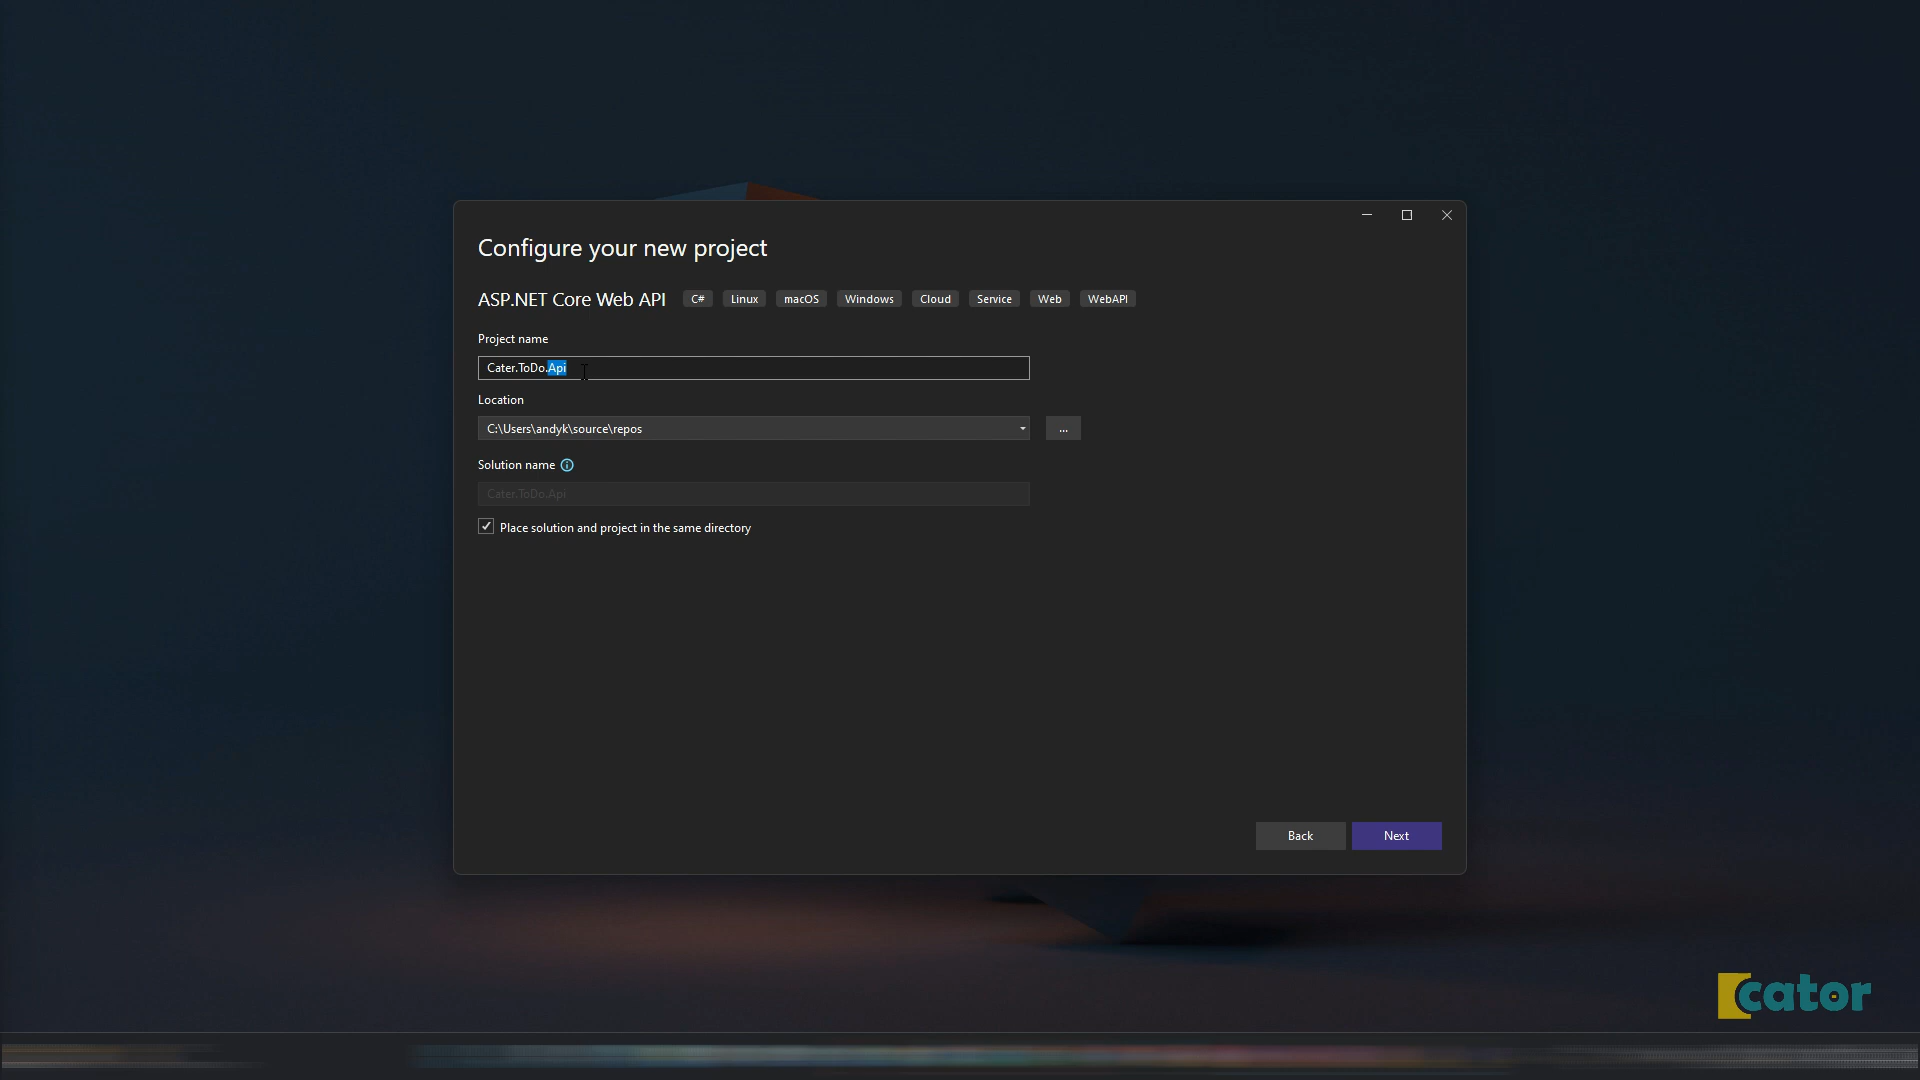 Configure your new project
ASP.NET Core Web API C# Linux macOS Windows Cloud Service Web WebAPI
Project name
Cater.ToDo.Api
Location
C:\Users\andyk\source\repos
...
Solution name
Cater.ToDo.Api
Place solution and project in the same directory
Back Next
cator